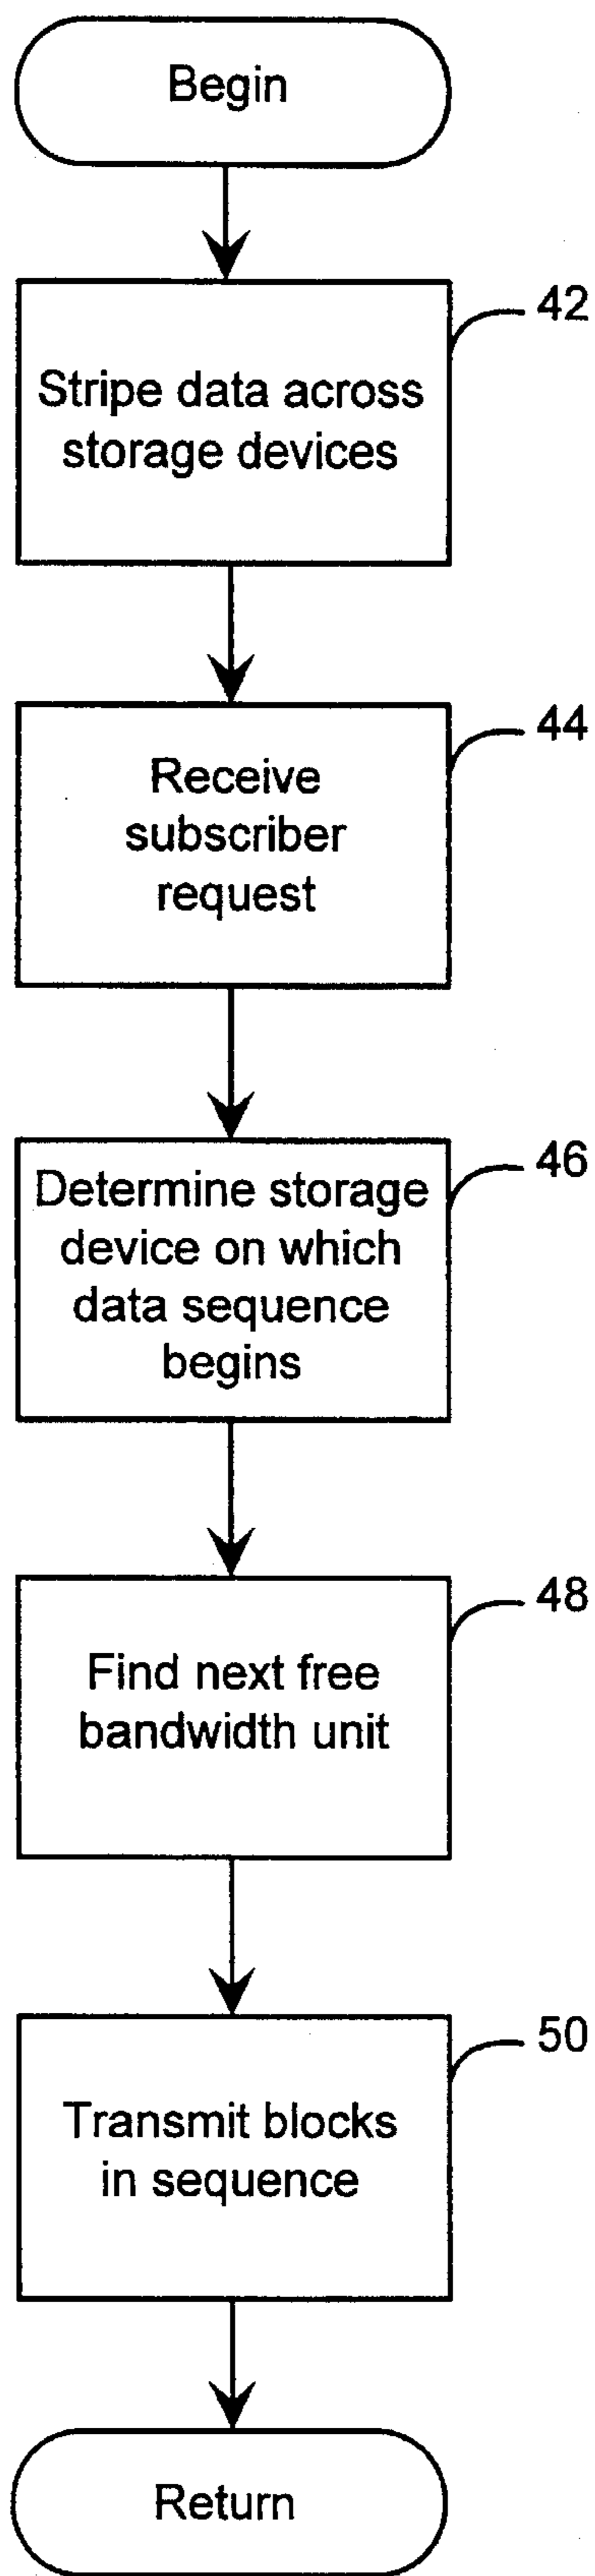 Begin
42
Stripe data across
storage devices
44
Receive
subscriber
request
46
Determine storage
device on which
data sequence
begins
48
Find next free
bandwidth unit
50
Transmit blocks
in sequence
Return